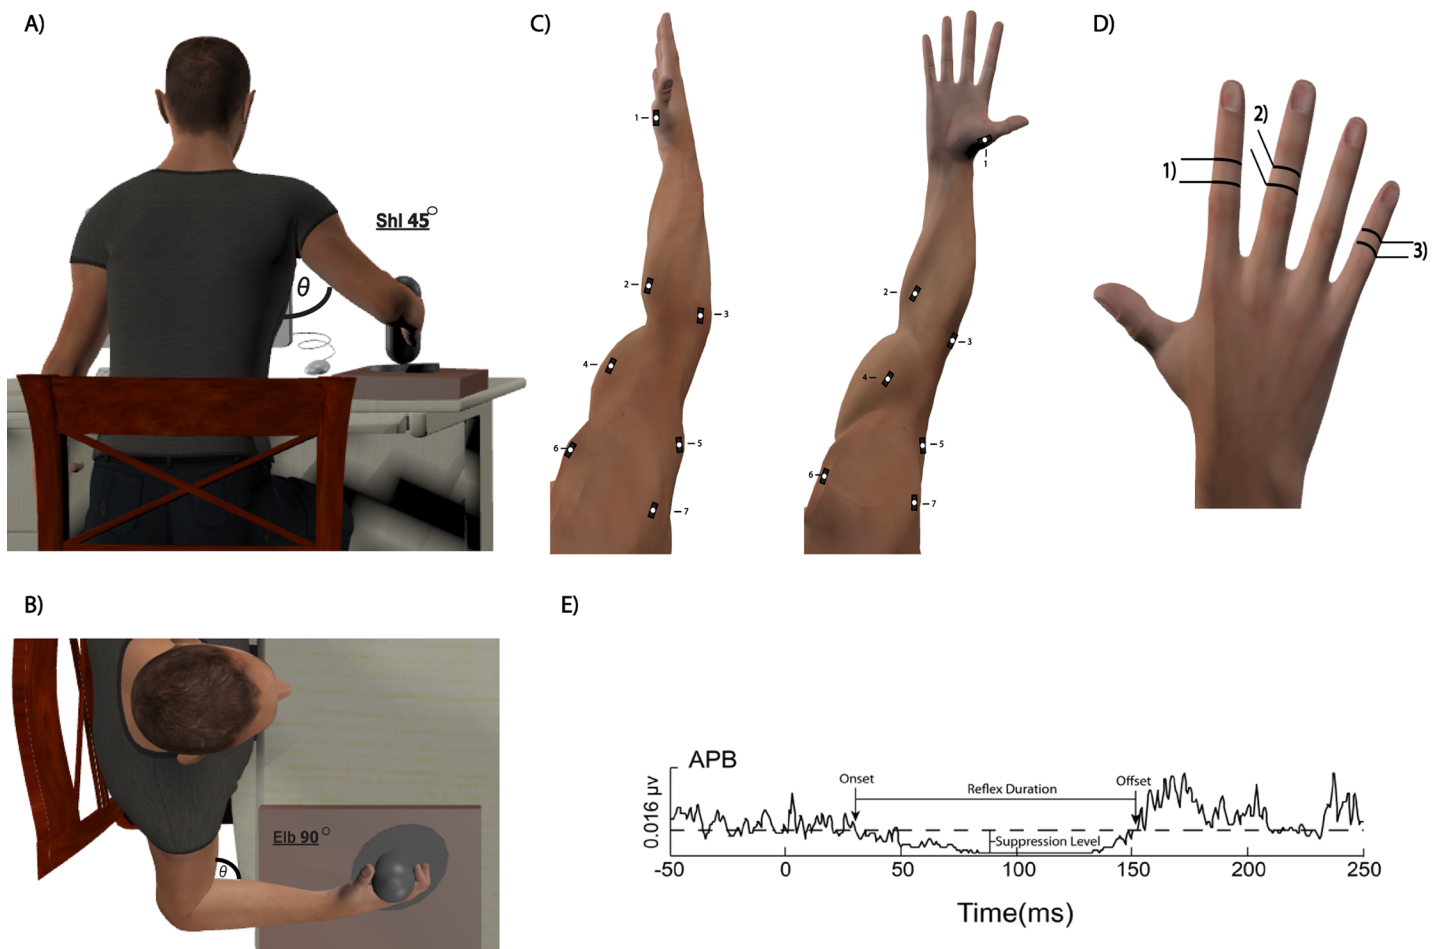 A)
Shl 45°
θ
B)
Elb 90°
θ
C)
1
2
3
4
5
6
7
1
2
3
4
5
6
7
D)
1)
2)
3)
E)
APB
0.016 μv
Onset
Reflex Duration
Offset
Suppression Level
-50 0 50 100 150 200 250
Time(ms)